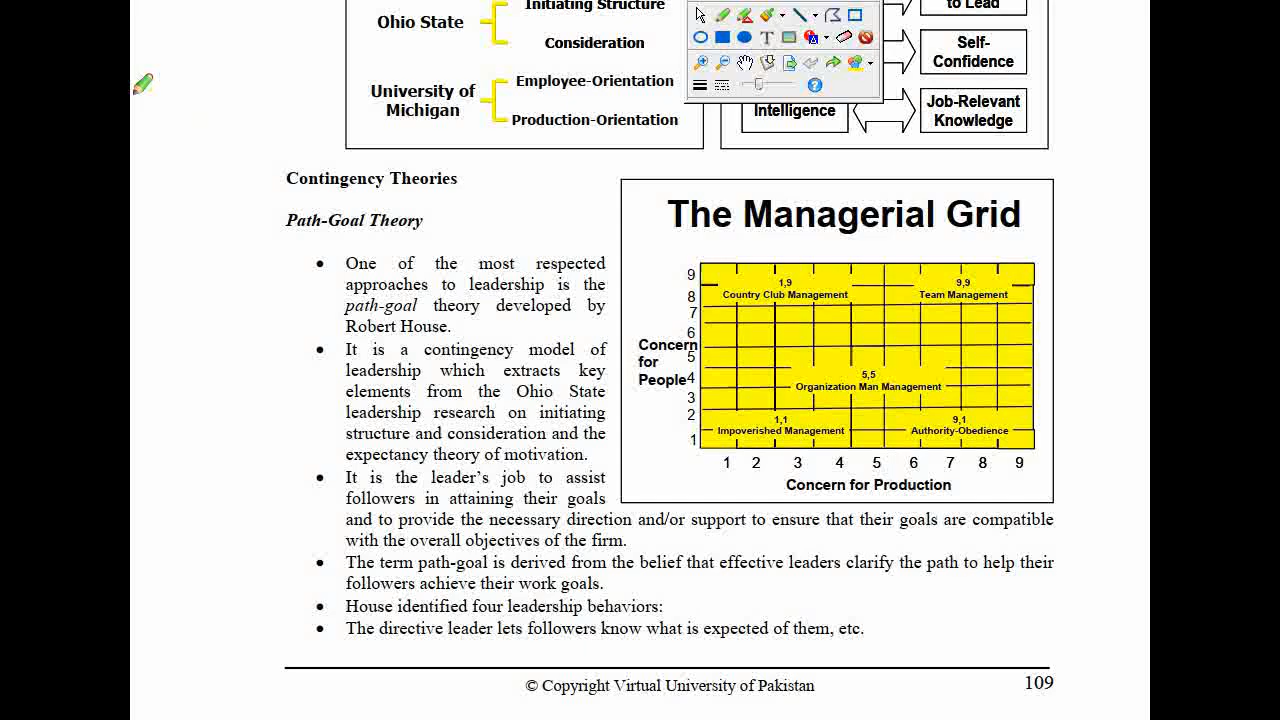 Initiating Structure
Ohio State
Consideration
Employee-Orientation
University of
Michigan
Production-Orientation
to Lead
Self-
Confidence
Intelligence
Job-Relevant
Knowledge
Contingency Theories
Path-Goal Theory
• One of the most respected
approaches to leadership is the
path-goal theory developed by
Robert House.
• It is a contingency model of
leadership which extracts key
elements from the Ohio State
leadership research on initiating
structure and consideration and the
expectancy theory of motivation.
• It is the leader’s job to assist
followers in attaining their goals
and to provide the necessary direction and/or support to ensure that their goals are compatible
with the overall objectives of the firm.
• The term path-goal is derived from the belief that effective leaders clarify the path to help their
followers achieve their work goals.
• House identified four leadership behaviors:
• The directive leader lets followers know what is expected of them, etc.
The Managerial Grid
9
8
7
6
5
4
3
2
1
Concern
for
People
1,9
Country Club Management
9,9
Team Management
5,5
Organization Man Management
1,1
Impoverished Management
9,1
Authority-Obedience
1 2 3 4 5 6 7 8 9
Concern for Production
© Copyright Virtual University of Pakistan
109